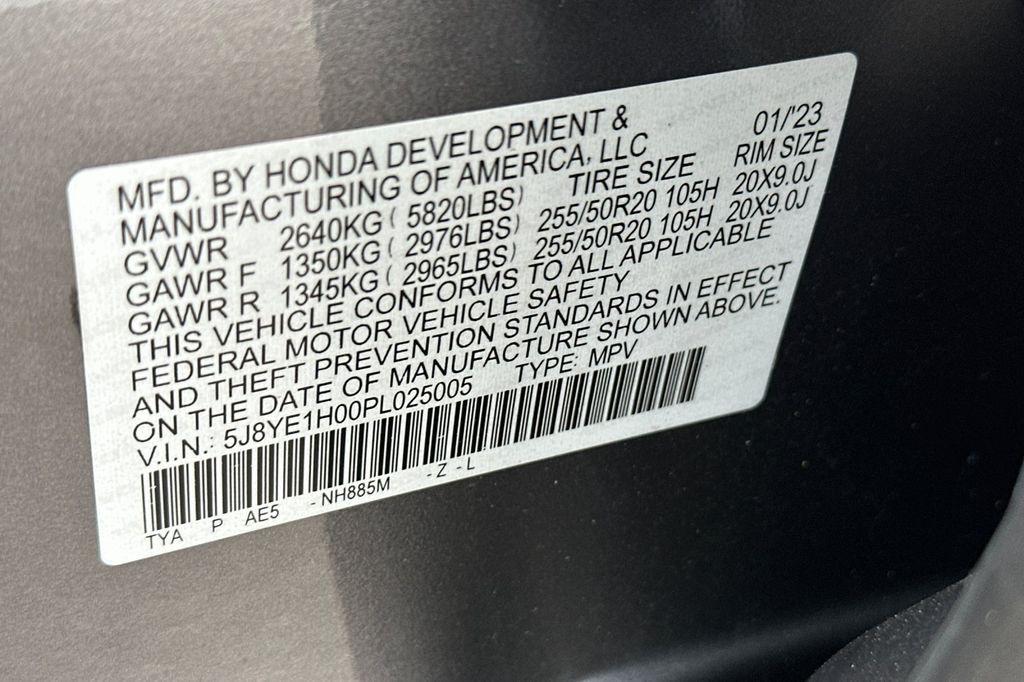 MFD. BY HONDA DEVELOPMENT & 01/'23
MANUFACTURING OF AMERICA, LLC
TIRE SIZE RIM SIZE
GVWR 2640KG ( 5820LBS)
GAWR F 1350KG ( 2976LBS) 255/50R20 105H 20X9.0J
GAWR R 1345KG ( 2965LBS) 255/50R20 105H 20X9.0J
THIS VEHICLE CONFORMS TO ALL APPLICABLE
FEDERAL MOTOR VEHICLE SAFETY
AND THEFT PREVENTION STANDARDS IN EFFECT
ON THE DATE OF MANUFACTURE SHOWN ABOVE.
V.I.N.: 5J8YE1H00PL025005 TYPE: MPV
TYA P AE5 - NH885M - Z - L